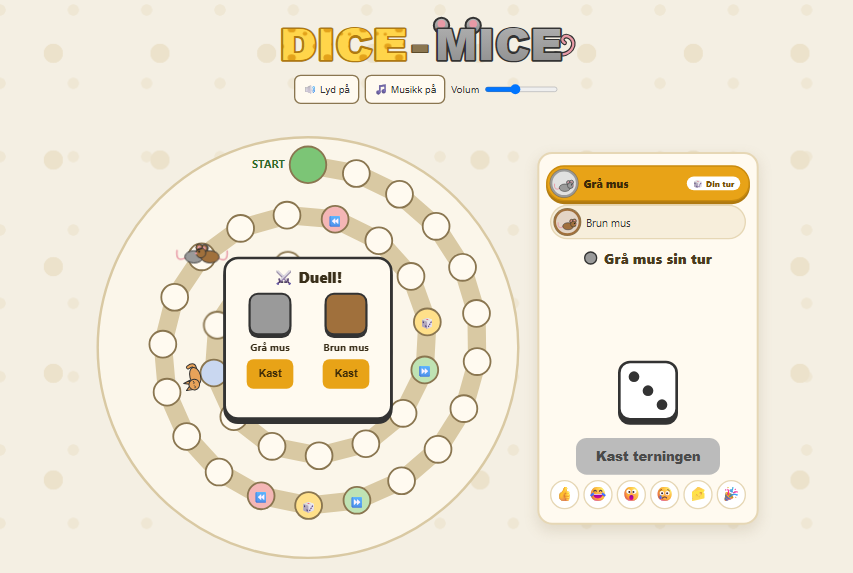 DICE-MICE
Lyd på
Musikk på
Volum
START
Duell!
Grå mus
Brun mus
Kast
Kast
Grå mus
Din tur
Brun mus
Grå mus sin tur
Kast terningen